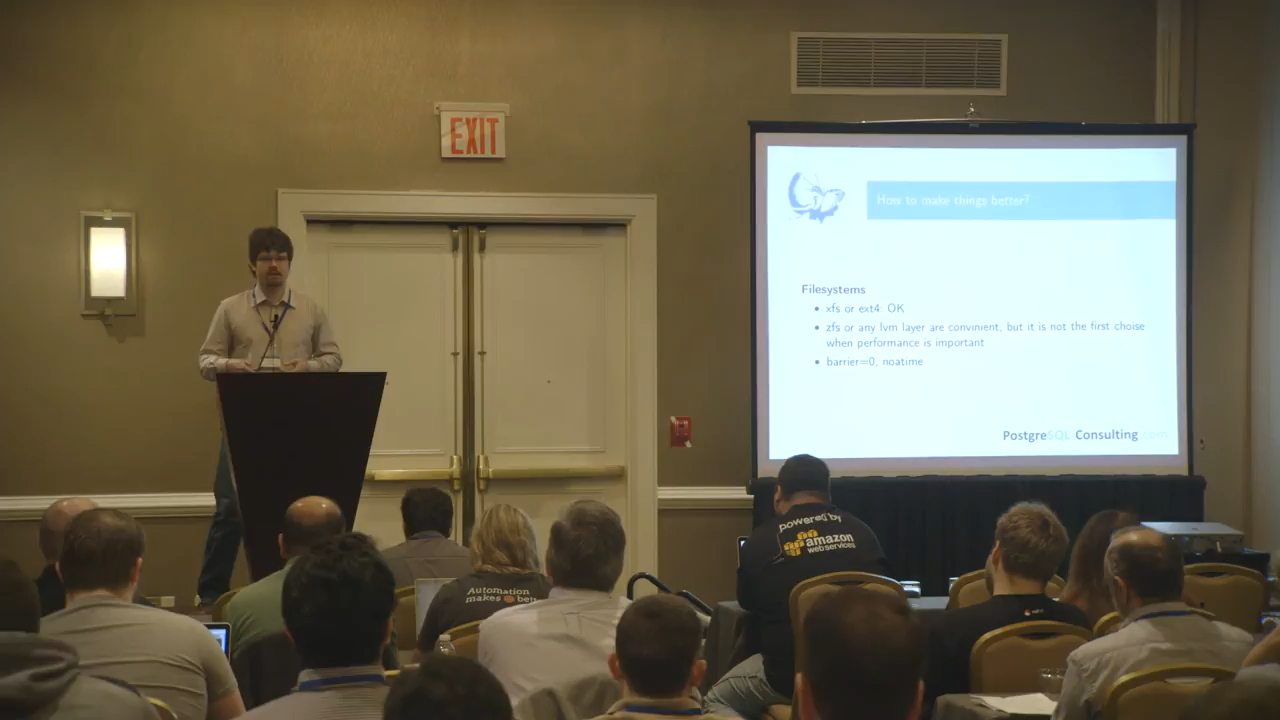 EXIT
How to make things better?
Filesystems
• xfs or ext4: OK
• zfs or any lvm layer are convinient, but it is not the first choise
when performance is important
• barrier=0, noatime
PostgreSQL Consulting.com
powered by
amazon
webservices
Automation
makes